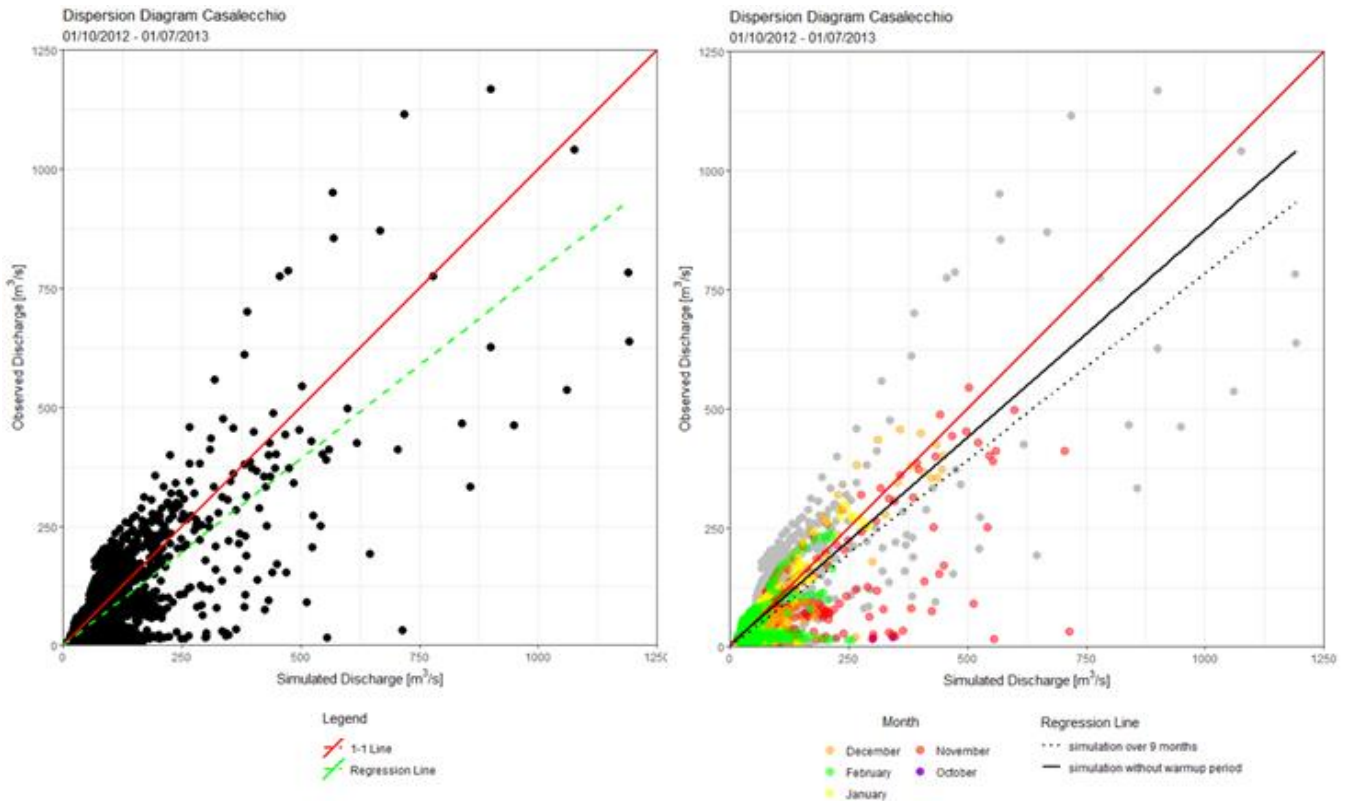 Dispersion Diagram Casalecchio
01/10/2012 - 01/07/2013
1250
1000
750
500
250
0
Observed Discharge [m³/s]
0
250
500
750
1000
1250
Simulated Discharge [m³/s]
Legend
1-1 Line
Regression Line
Dispersion Diagram Casalecchio
01/10/2012 - 01/07/2013
1250
1000
750
500
250
0
Observed Discharge [m³/s]
0
250
500
750
1000
1250
Simulated Discharge [m³/s]
Month
December
November
February
October
January
Regression Line
simulation over 9 months
simulation without warmup period